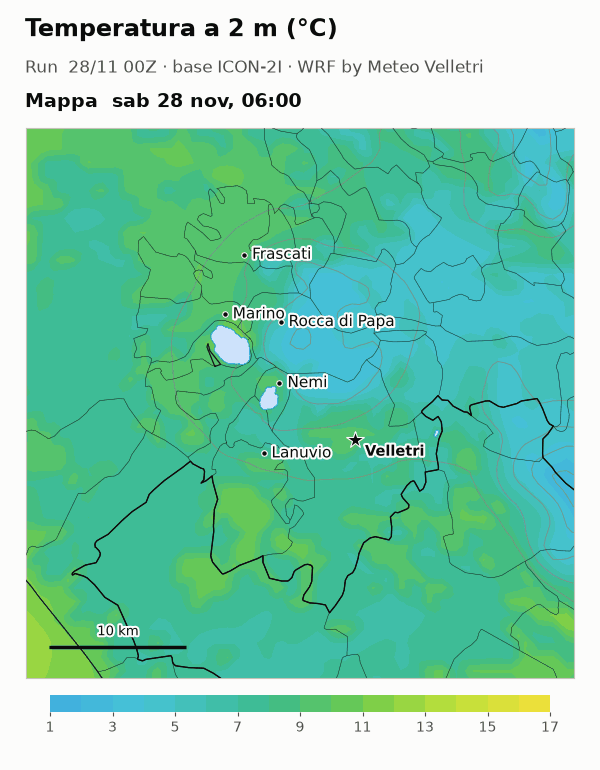 Temperatura a 2 m (°C)
Run  28/11 00Z · base ICON-2I · WRF by Meteo Velletri
Mappa  sab 28 nov, 06:00
Frascati
Marino
Rocca di Papa
Nemi
Velletri
Lanuvio
10 km
1 3 5 7 9 11 13 15 17